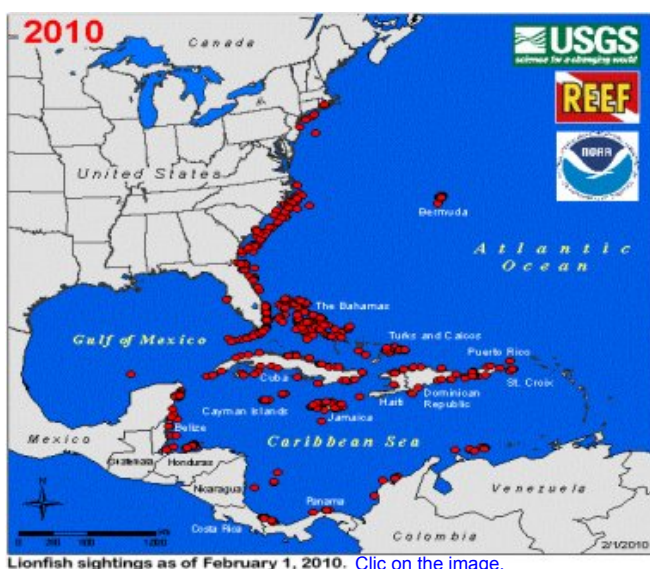 2010
Canada
USGS
science for a changing world
REEF
NOAA
United States
Bermuda
Atlantic
Ocean
The Bahamas
Gulf of Mexico
Turks and Caicos
Puerto Rico
Cuba
St. Croix
Haiti
Dominican
Republic
Cayman Islands
Jamaica
Mexico
Belize
Caribbean Sea
Guatemala
Honduras
Nicaragua
Panama
Venezuela
Costa Rica
Colombia
2/1/2010
Lionfish sightings as of February 1, 2010. Clic on the image.